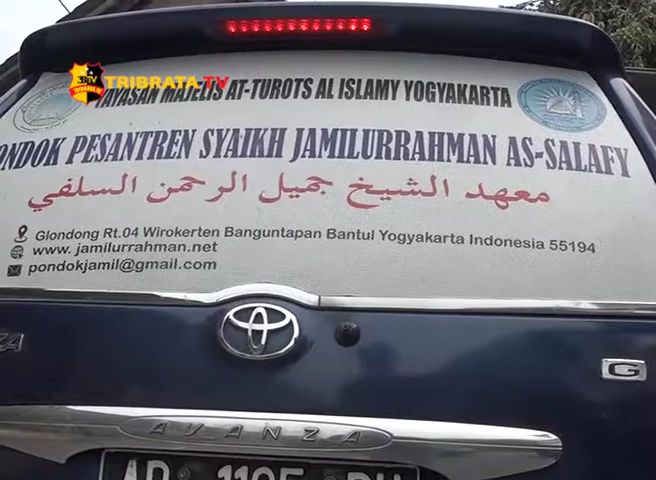 TRIBRATA TV
YAYASAN MAJELIS AT-TUROTS AL ISLAMY YOGYAKARTA
PONDOK PESANTREN SYAIKH JAMILURRAHMAN AS-SALAFY
معهد الشيخ جميل الرحمن السلفي
Glondong Rt.04 Wirokerten Banguntapan Bantul Yogyakarta Indonesia 55194
www.jamilurrahman.net
pondokjamil@gmail.com
G
AVANZA